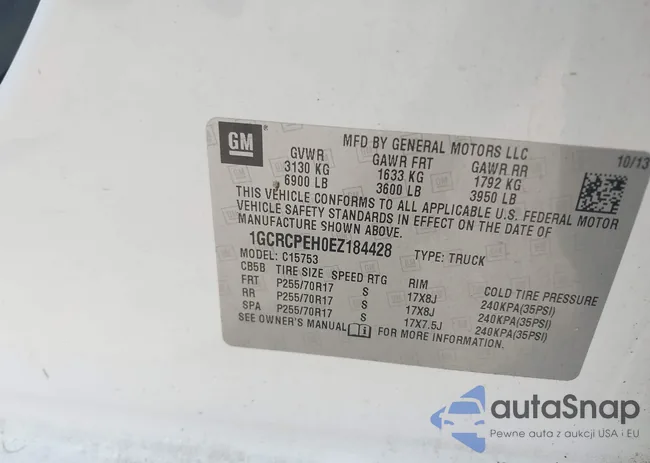 GM
MFD BY GENERAL MOTORS LLC
10/13
GVWR GAWR FRT GAWR RR
3130 KG 1633 KG 1792 KG
6900 LB 3600 LB 3950 LB
THIS VEHICLE CONFORMS TO ALL APPLICABLE U.S. FEDERAL MOTOR
VEHICLE SAFETY STANDARDS IN EFFECT ON THE DATE OF
MANUFACTURE SHOWN ABOVE.
1GCRCPEH0EZ184428
MODEL: C15753 TYPE: TRUCK
CB5B TIRE SIZE SPEED RTG RIM COLD TIRE PRESSURE
FRT P255/70R17 S 17X8J 240KPA(35PSI)
RR P255/70R17 S 17X8J 240KPA(35PSI)
SPA P255/70R17 S 17X7.5J 240KPA(35PSI)
SEE OWNER'S MANUAL FOR MORE INFORMATION.
autoSnap
Pewne auta z aukcji USA i EU